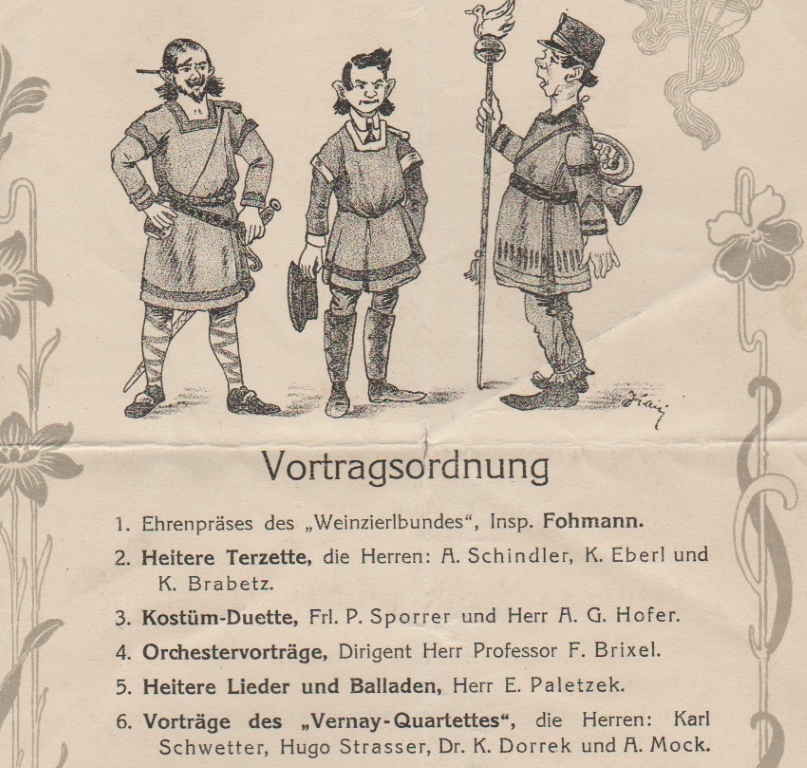 Vortragsordnung
1. Ehrenpräses des „Weinzierlbundes“, Insp. Fohmann.
2. Heitere Terzette, die Herren: A. Schindler, K. Eberl und
K. Brabetz.
3. Kostüm-Duette, Frl. P. Sporrer und Herr A. G. Hofer.
4. Orchestervorträge, Dirigent Herr Professor F. Brixel.
5. Heitere Lieder und Balladen, Herr E. Paletzek.
6. Vorträge des „Vernay-Quartettes“, die Herren: Karl
Schwetter, Hugo Strasser, Dr. K. Dorrek und A. Mock.